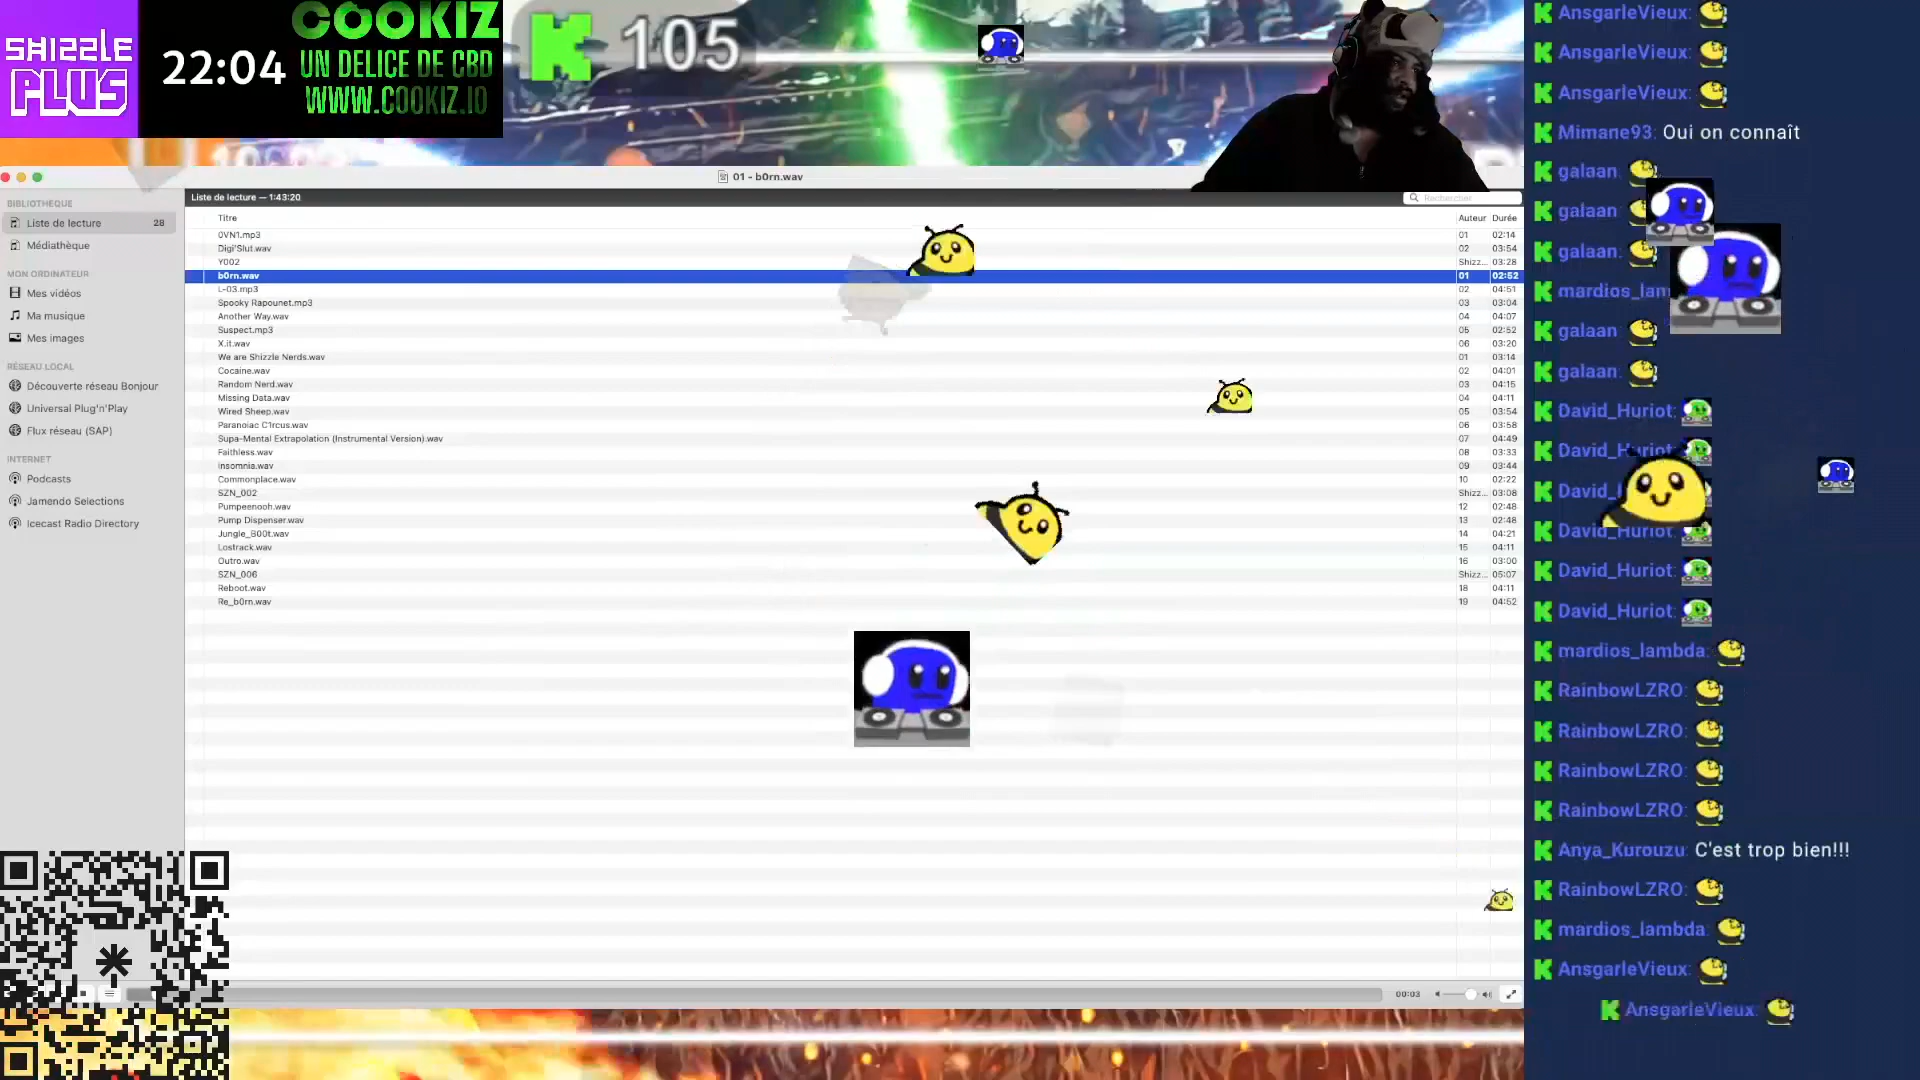 SHIZZLE
PLUS
22:04
COOKIZ
UN DELICE DE CBD
WWW.COOKIZ.IO
105
01 - b0rn.wav
BIBLIOTHÈQUE
Liste de lecture 28
Médiathèque
MON ORDINATEUR
Mes vidéos
Ma musique
Mes images
RÉSEAU LOCAL
Découverte réseau Bonjour
Universal Plug'n'Play
Flux réseau (SAP)
INTERNET
Podcasts
Jamendo Selections
Icecast Radio Directory
Liste de lecture — 1:43:20
Rechercher
Titre Auteur Durée
0VN1.mp3 01 02:14
Digi'Slut.wav 02 03:54
Y002 Shizz... 03:28
b0rn.wav 01 02:52
L-03.mp3 02 04:51
Spooky Rapounet.mp3 03 03:04
Another Way.wav 04 04:07
Suspect.mp3 05 02:52
X.it.wav 06 03:20
We are Shizzle Nerds.wav 01 03:14
Cocaine.wav 02 04:01
Random Nerd.wav 03 04:15
Missing Data.wav 04 04:11
Wired Sheep.wav 05 03:54
Paranoiac C1rcus.wav 06 03:58
Supa-Mental Extrapolation (Instrumental Version).wav 07 04:49
Faithless.wav 08 03:33
Insomnia.wav 09 03:44
Commonplace.wav 10 02:22
SZN_002 Shizz... 03:08
Pumpeenooh.wav 12 02:48
Pump Dispenser.wav 13 02:48
Jungle_B00t.wav 14 04:21
Lostrack.wav 15 04:11
Outro.wav 16 03:00
SZN_006 Shizz... 05:07
Reboot.wav 18 04:11
Re_b0rn.wav 19 04:52
00:03
AnsgarleVieux:
AnsgarleVieux:
AnsgarleVieux:
Mimane93: Oui on connaît
galaan:
galaan:
galaan:
mardios_lam
galaan:
galaan:
David_Huriot:
David_Huriot:
David_
David_Huriot:
David_Huriot:
David_Huriot:
mardios_lambda:
RainbowLZRO:
RainbowLZRO:
RainbowLZRO:
RainbowLZRO:
Anya_Kurouzu: C'est trop bien!!!
RainbowLZRO:
mardios_lambda:
AnsgarleVieux:
AnsgarleVieux: